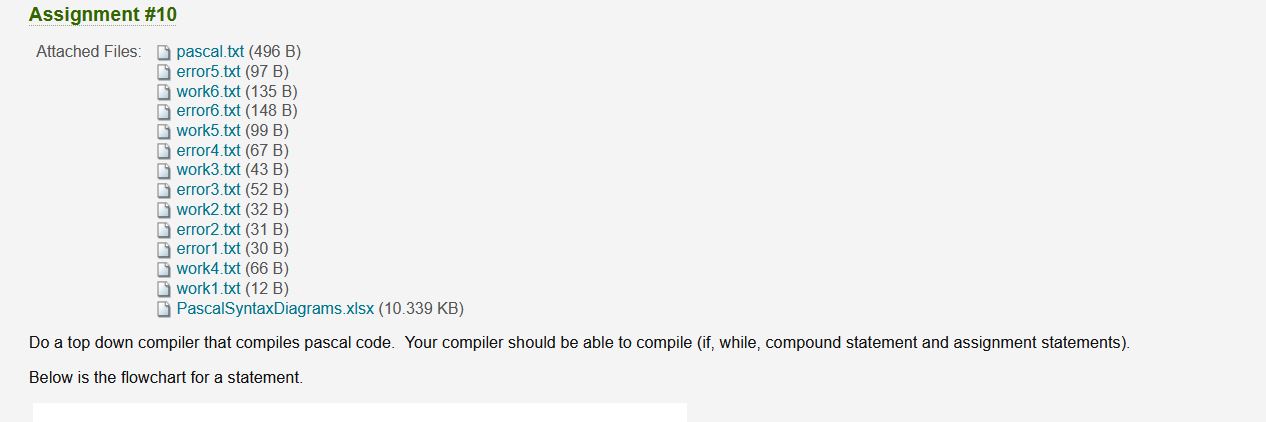 Assignment #10
Attached Files: pascal.txt (496 B)
error5.txt (97 B)
work6.txt (135 B)
error6.txt (148 B)
work5.txt (99 B)
error4.txt (67 B)
work3.txt (43 B)
error3.txt (52 B)
work2.txt (32 B)
error2.txt (31 B)
error1.txt (30 B)
work4.txt (66 B)
work1.txt (12 B)
PascalSyntaxDiagrams.xlsx (10.339 KB)
Do a top down compiler that compiles pascal code. Your compiler should be able to compile (if, while, compound statement and assignment statements).
Below is the flowchart for a statement.